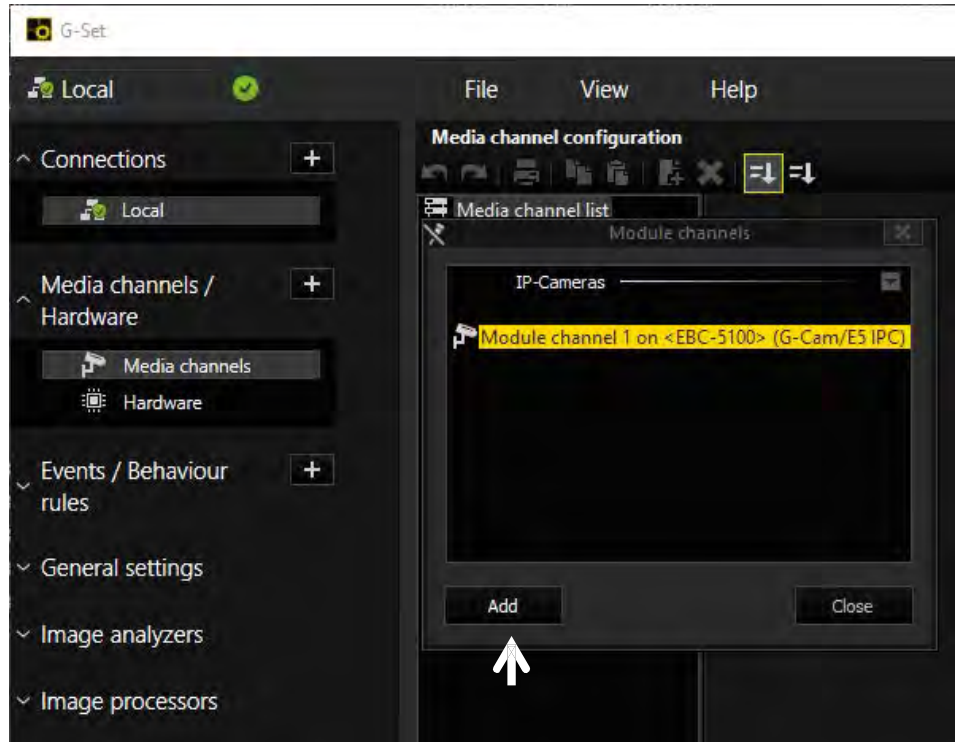 G-Set
Local
File View Help
Connections
Local
Media channels /
Hardware
Media channels
Hardware
Events / Behaviour
rules
General settings
Image analyzers
Image processors
Media channel configuration
Media channel list
Module channels
IP-Cameras
Module channel 1 on <EBC-5100> (G-Cam/E5 IPC)
Add Close